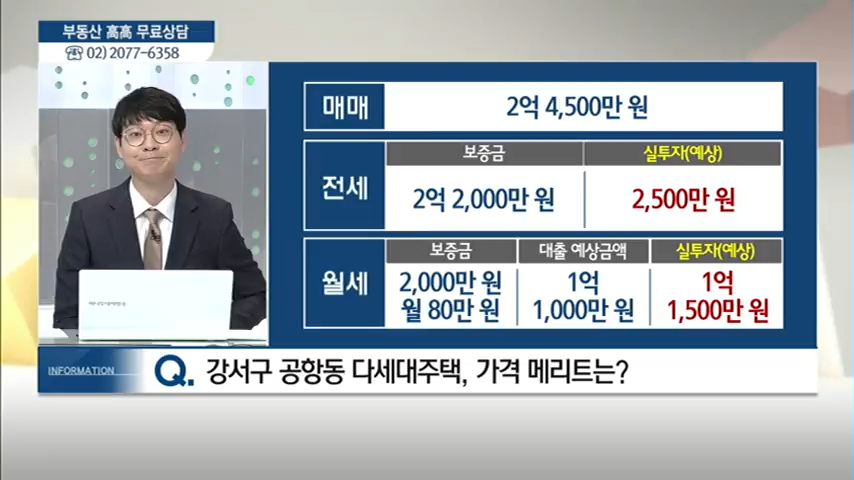 부동산 高高 무료상담
☎ 02) 2077-6358
매매
2억 4,500만 원
전세
보증금
실투자(예상)
2억 2,000만 원
2,500만 원
월세
보증금
대출 예상금액
실투자(예상)
2,000만 원
월 80만 원
1억
1,000만 원
1억
1,500만 원
INFORMATION
Q. 강서구 공항동 다세대주택, 가격 메리트는?